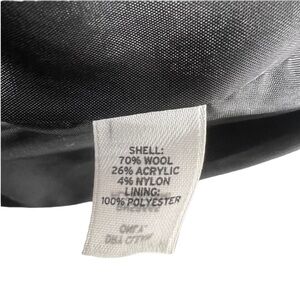 SHELL:
70% WOOL
26% ACRYLIC
4% NYLON
LINING:
100% POLYESTER